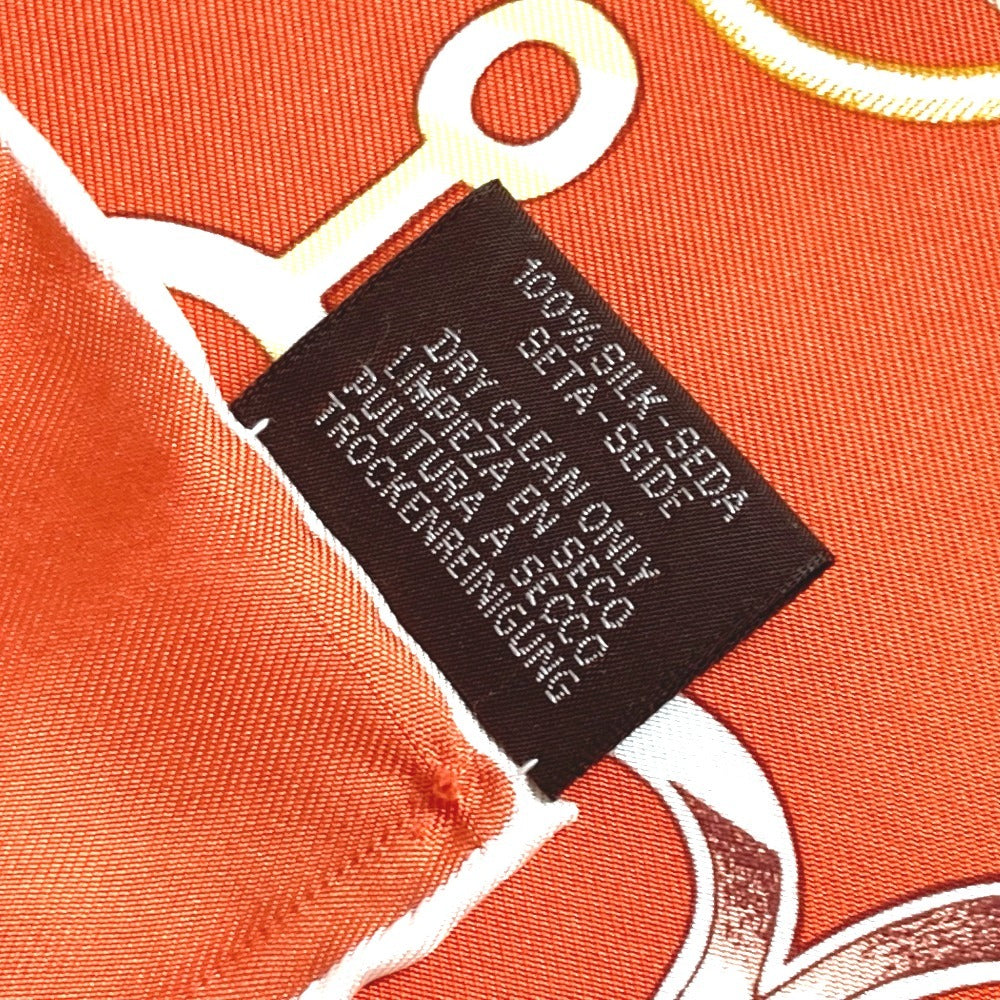 100% SILK-SEDA
SETA-SEIDE
DRY CLEAN ONLY
LIMPIEZA EN SECO
PULITURA A SECCO
TROCKENREINIGUNG